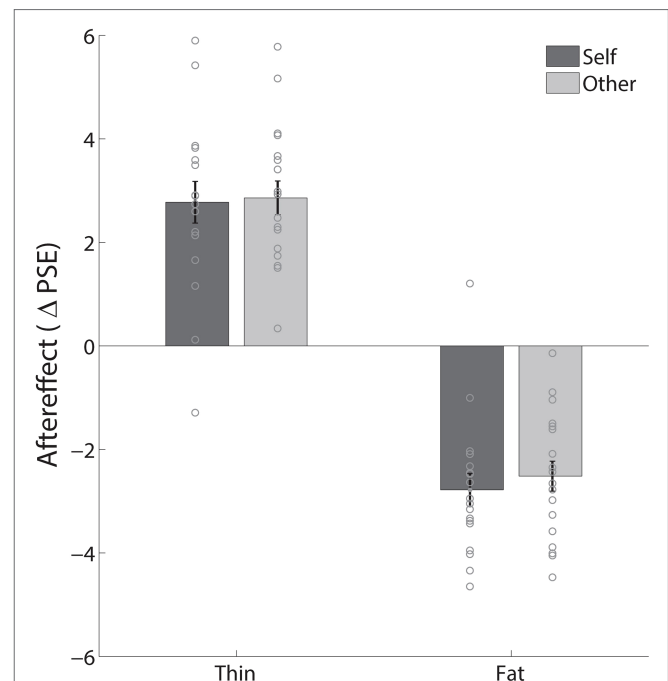 Self
Other
6
4
2
0
−2
−4
−6
Aftereffect ( Δ PSE)
Thin
Fat